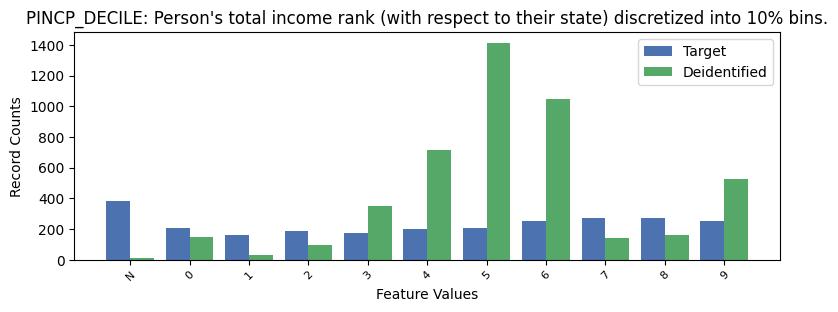 PINCP_DECILE: Person's total income rank (with respect to their state) discretized into 10% bins.
1400
1200
1000
800
600
400
200
0
Record Counts
Target
Deidentified
N 0 1 2 3 4 5 6 7 8 9
Feature Values